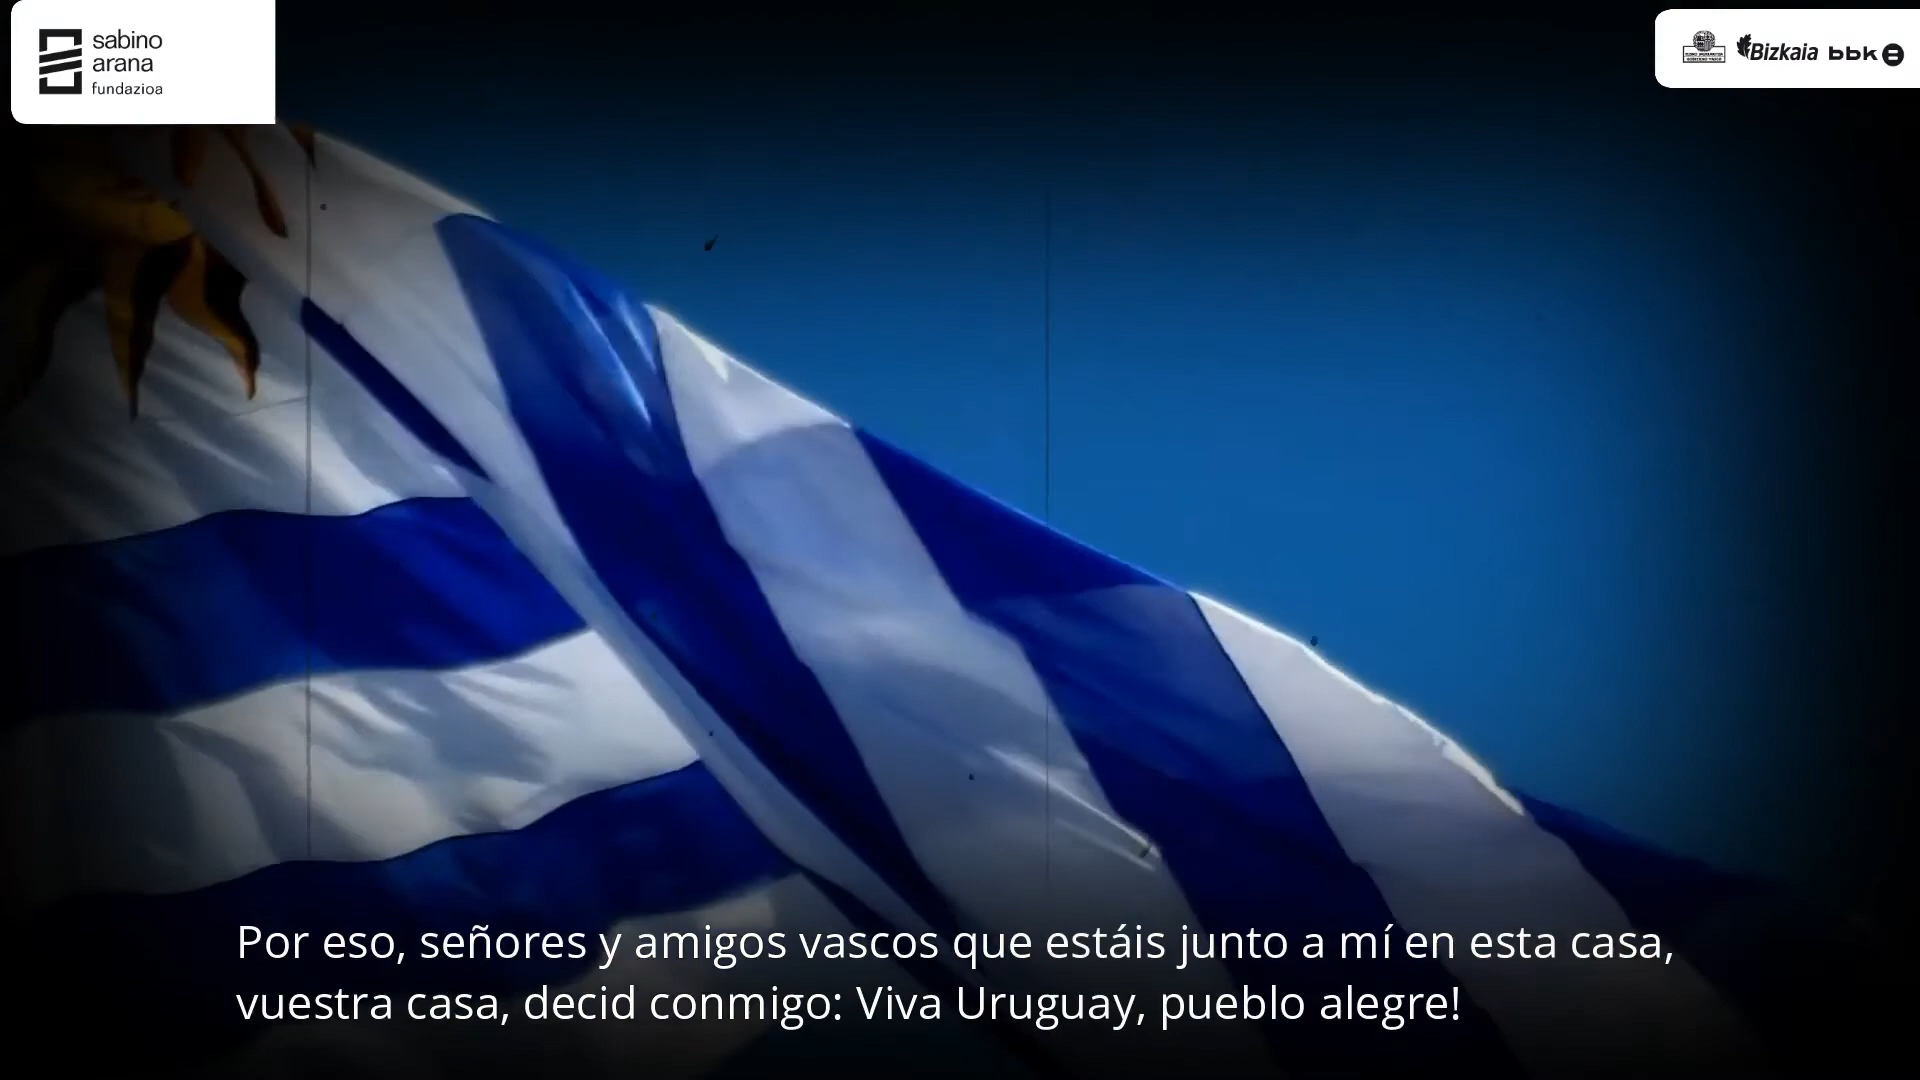 sabino
arana
fundazioa
Bizkaia bbk
Por eso, señores y amigos vascos que estáis junto a mí en esta casa,
vuestra casa, decid conmigo: Viva Uruguay, pueblo alegre!